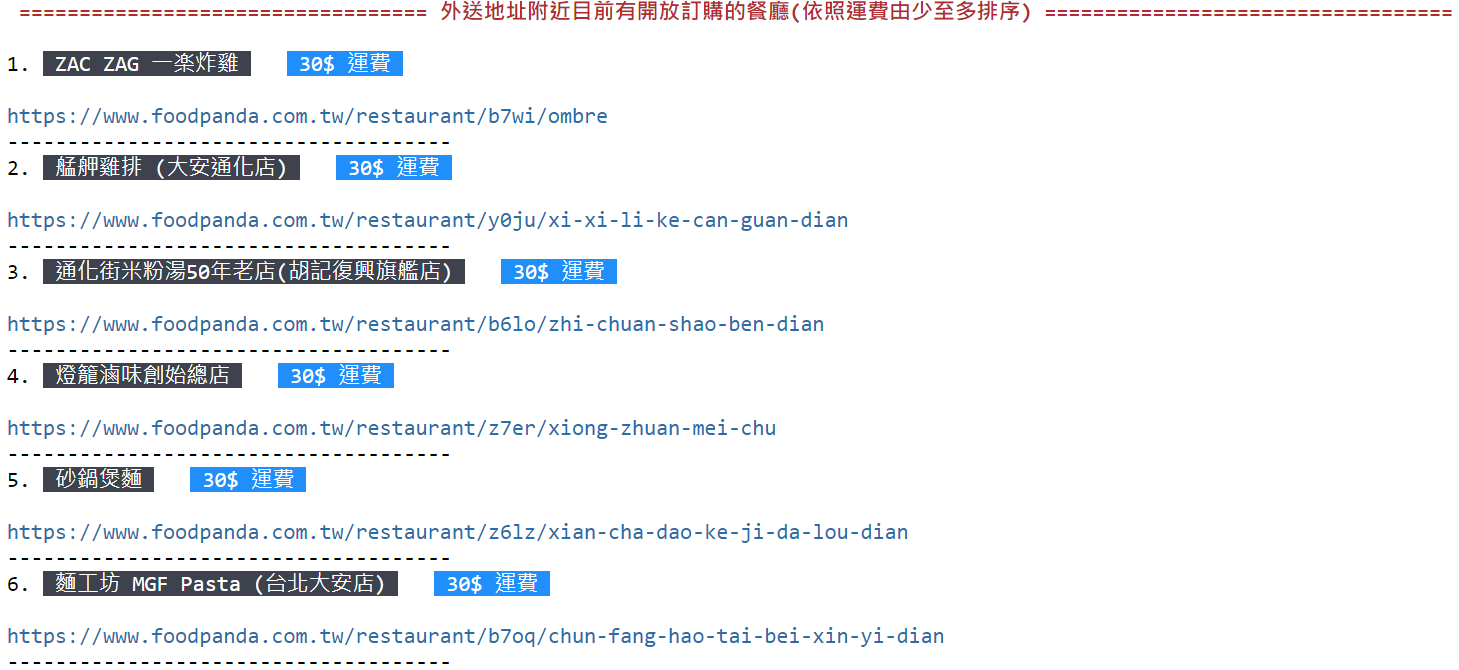 ================================== 外送地址附近目前有開放訂購的餐廳(依照運費由少至多排序) ==================================
1. ZAC ZAG 一楽炸雞 30$ 運費
https://www.foodpanda.com.tw/restaurant/b7wi/ombre
-------------------------------------
2. 艋舺雞排 (大安通化店) 30$ 運費
https://www.foodpanda.com.tw/restaurant/y0ju/xi-xi-li-ke-can-guan-dian
-------------------------------------
3. 通化街米粉湯50年老店(胡記復興旗艦店) 30$ 運費
https://www.foodpanda.com.tw/restaurant/b6lo/zhi-chuan-shao-ben-dian
-------------------------------------
4. 燈籠滷味創始總店 30$ 運費
https://www.foodpanda.com.tw/restaurant/z7er/xiong-zhuan-mei-chu
-------------------------------------
5. 砂鍋煲麵 30$ 運費
https://www.foodpanda.com.tw/restaurant/z6lz/xian-cha-dao-ke-ji-da-lou-dian
-------------------------------------
6. 麵工坊 MGF Pasta (台北大安店) 30$ 運費
https://www.foodpanda.com.tw/restaurant/b7oq/chun-fang-hao-tai-bei-xin-yi-dian
-------------------------------------